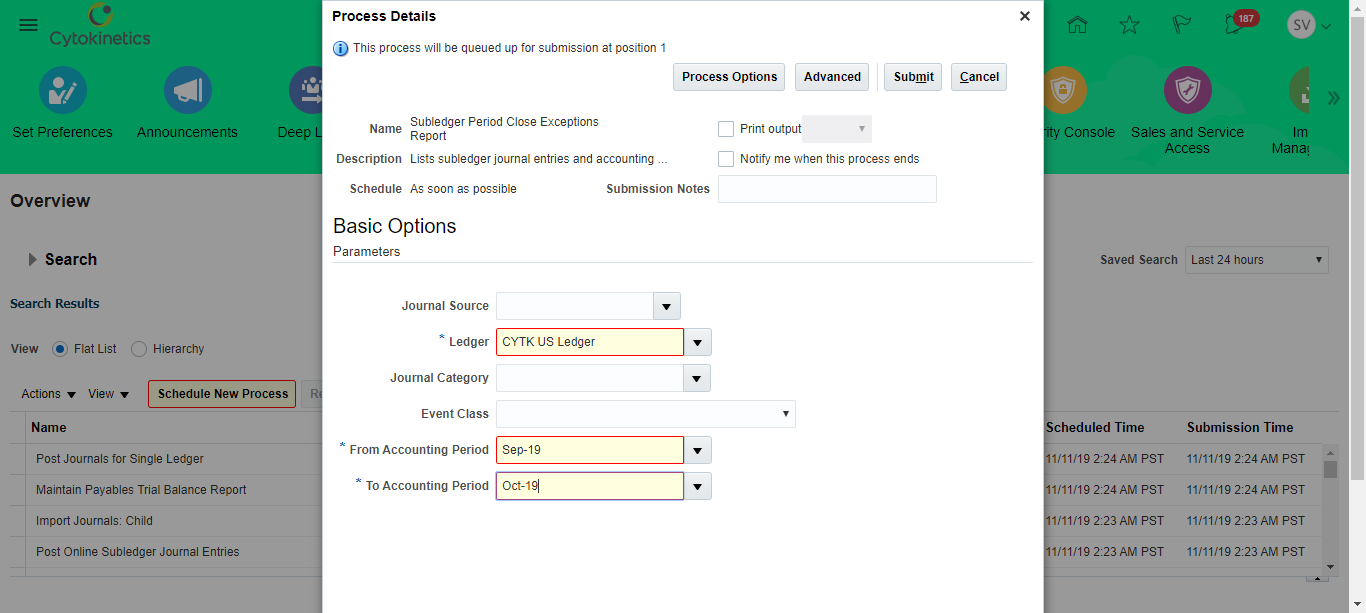 Cytokinetics
187
SV
Set Preferences
Announcements
Deep L
rity Console
Sales and Service
Access
Im
Manag
Process Details
This process will be queued up for submission at position 1
Process Options
Advanced
Submit
Cancel
Name Subledger Period Close Exceptions
Report
Print output
Description Lists subledger journal entries and accounting ...
Notify me when this process ends
Schedule As soon as possible
Submission Notes
Basic Options
Parameters
Journal Source
* Ledger CYTK US Ledger
Journal Category
Event Class
* From Accounting Period Sep-19
* To Accounting Period Oct-19
Overview
Search
Saved Search Last 24 hours
Search Results
View Flat List Hierarchy
Actions View Schedule New Process Re
Name Scheduled Time Submission Time
Post Journals for Single Ledger 11/11/19 2:24 AM PST 11/11/19 2:24 AM PST
Maintain Payables Trial Balance Report 11/11/19 2:24 AM PST 11/11/19 2:24 AM PST
Import Journals: Child 11/11/19 2:23 AM PST 11/11/19 2:23 AM PST
Post Online Subledger Journal Entries 11/11/19 2:23 AM PST 11/11/19 2:23 AM PST